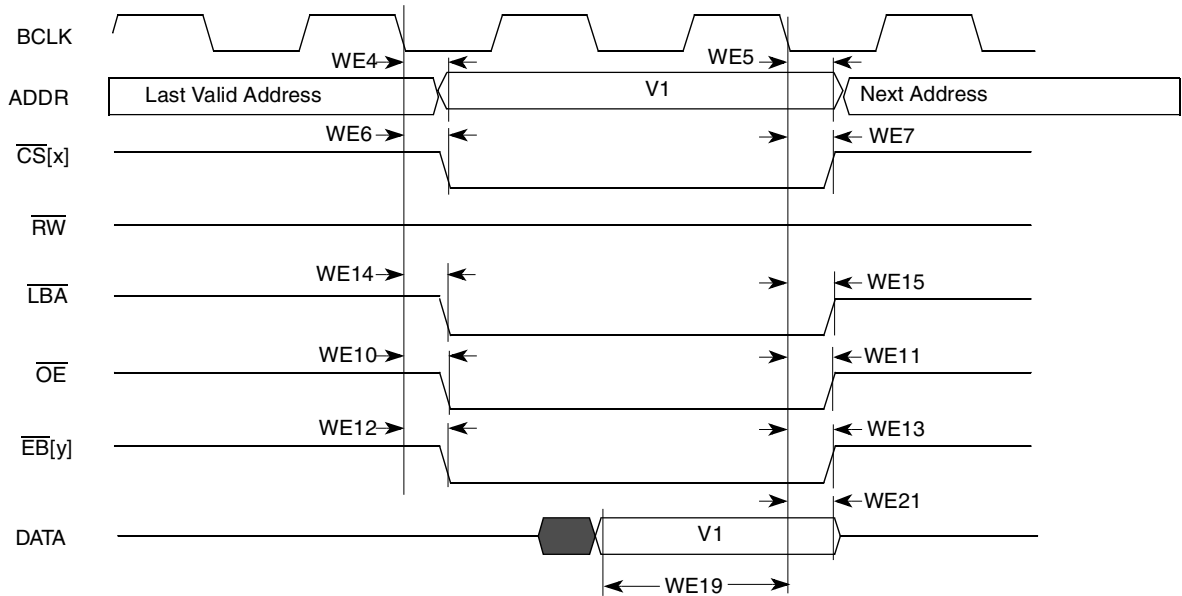 BCLK
WE4
WE5
ADDR
Last Valid Address
V1
Next Address
WE6
WE7
CS[x]
RW
WE14
WE15
LBA
WE10
WE11
OE
WE12
WE13
EB[y]
WE21
DATA
V1
WE19